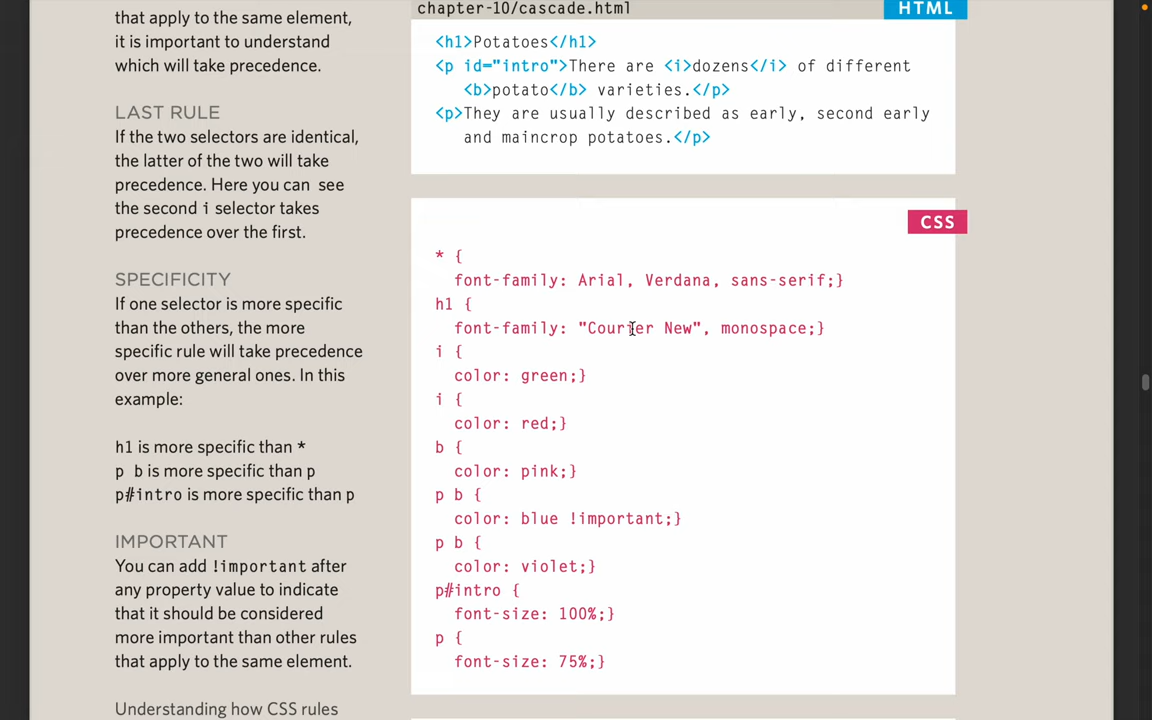 that apply to the same element,
it is important to understand
which will take precedence.
LAST RULE
If the two selectors are identical,
the latter of the two will take
precedence. Here you can see
the second i selector takes
precedence over the first.
SPECIFICITY
If one selector is more specific
than the others, the more
specific rule will take precedence
over more general ones. In this
example:
h1 is more specific than *
p b is more specific than p
p#intro is more specific than p
IMPORTANT
You can add !important after
any property value to indicate
that it should be considered
more important than other rules
that apply to the same element.
Understanding how CSS rules
chapter-10/cascade.html
HTML
<h1>Potatoes</h1>
<p id="intro">There are <i>dozens</i> of different
<b>potato</b> varieties.</p>
<p>They are usually described as early, second early
and maincrop potatoes.</p>
CSS
* {
font-family: Arial, Verdana, sans-serif;}
h1 {
font-family: "Courier New", monospace;}
i {
color: green;}
i {
color: red;}
b {
color: pink;}
p b {
color: blue !important;}
p b {
color: violet;}
p#intro {
font-size: 100%;}
p {
font-size: 75%;}